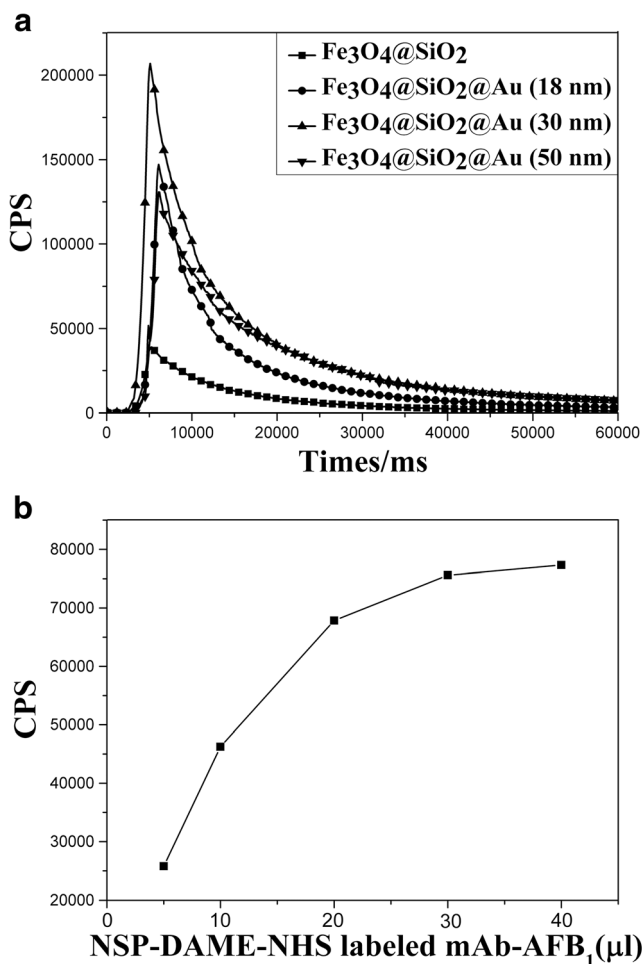 a
Fe3O4@SiO2
Fe3O4@SiO2@Au (18 nm)
Fe3O4@SiO2@Au (30 nm)
Fe3O4@SiO2@Au (50 nm)
200000
150000
100000
50000
0
CPS
0 10000 20000 30000 40000 50000 60000
Times/ms
b
80000
70000
60000
50000
40000
30000
20000
CPS
0 10 20 30 40
NSP-DAME-NHS labeled mAb-AFB1(μl)